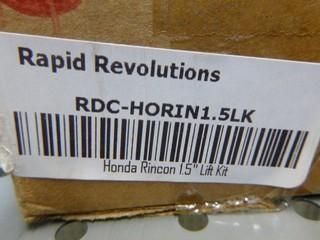 Rapid Revolutions
RDC-HORIN1.5LK
Honda Rincon 1.5" Lift Kit